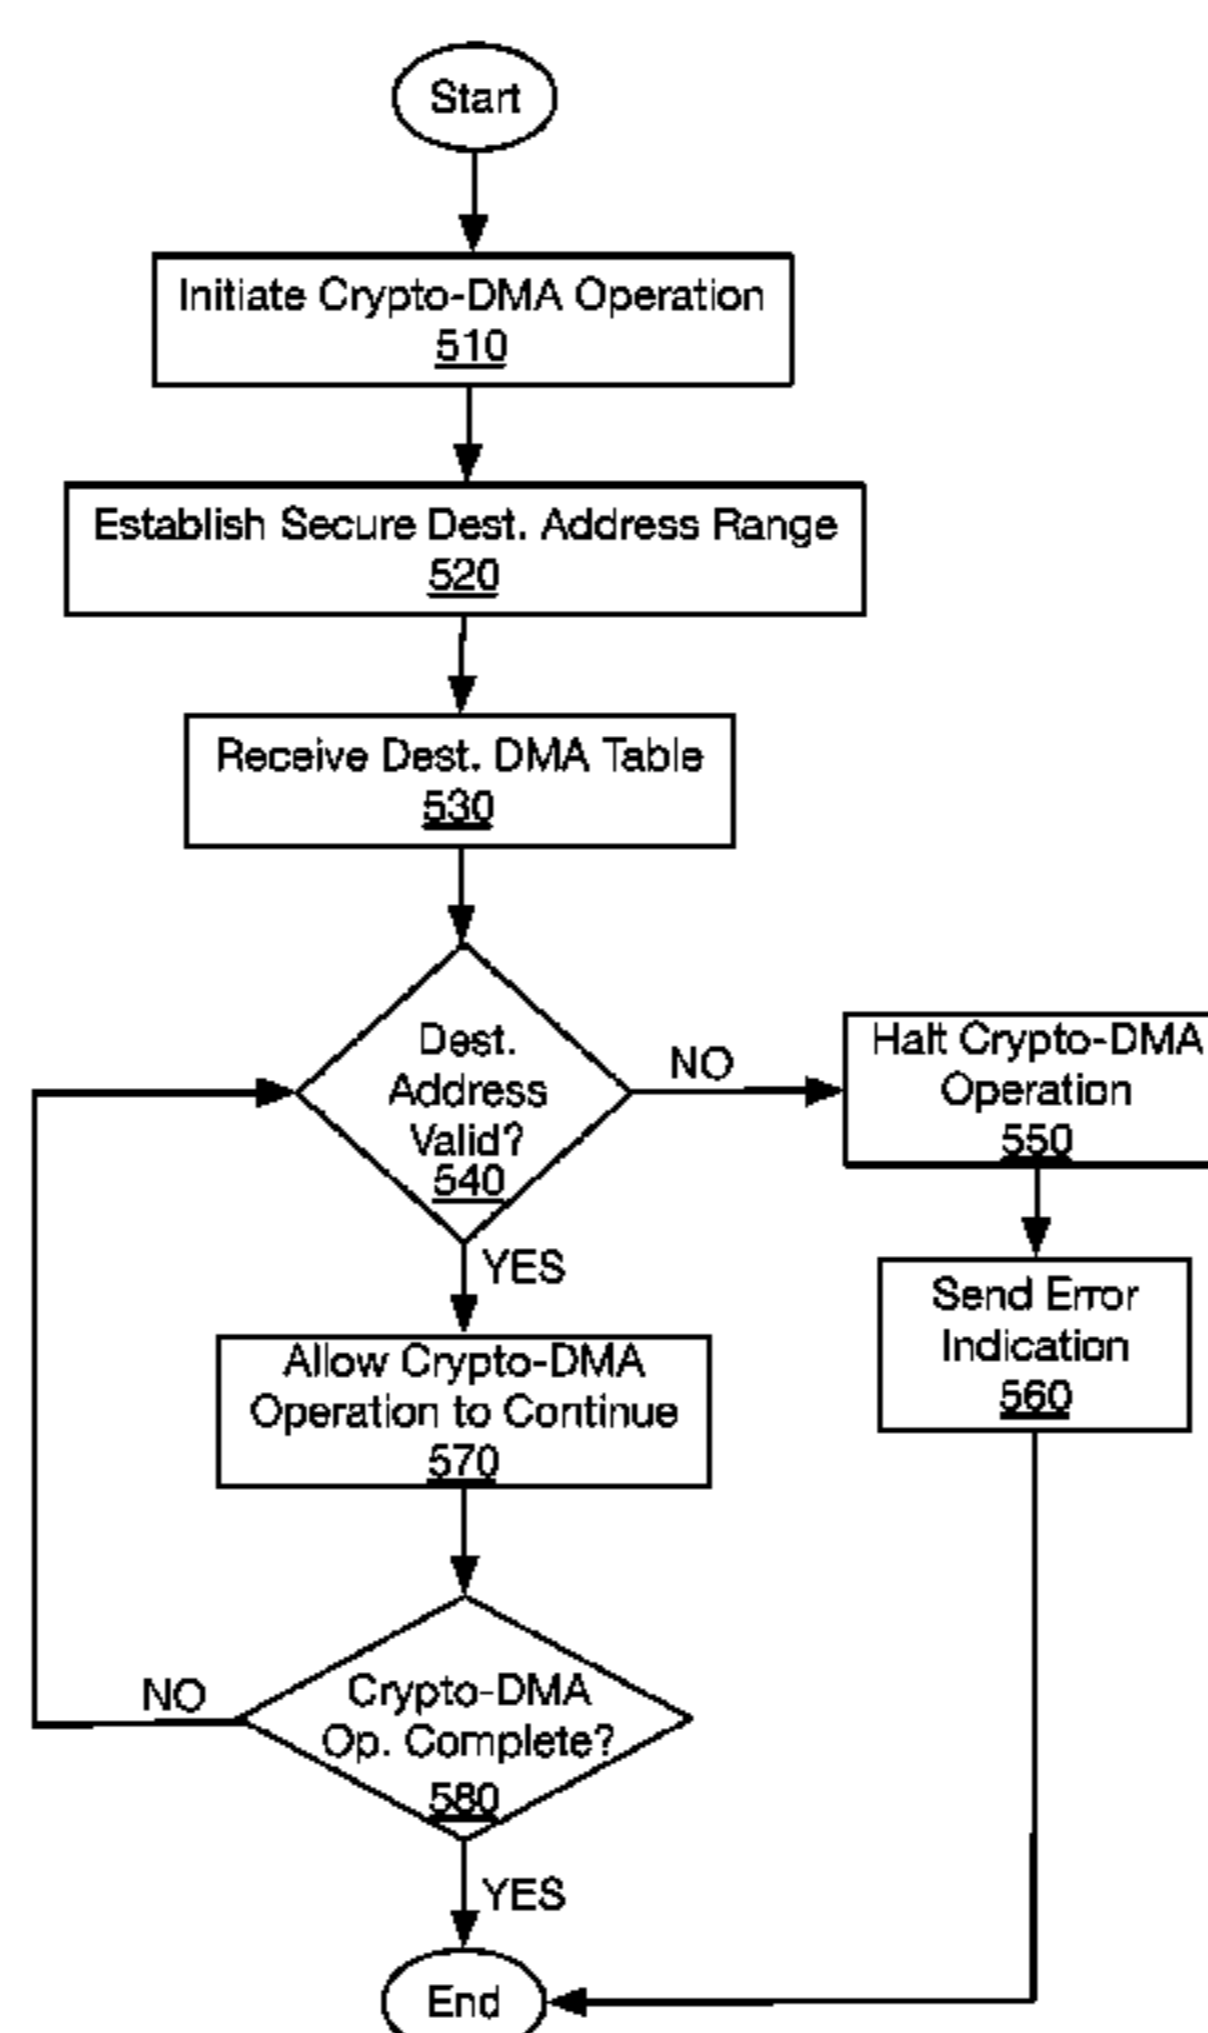 Start
Initiate Crypto-DMA Operation
510
Establish Secure Dest. Address Range
520
Receive Dest. DMA Table
530
Dest.
Address
Valid?
540
NO
Halt Crypto-DMA
Operation
550
YES
Send Error
Indication
560
Allow Crypto-DMA
Operation to Continue
570
NO
Crypto-DMA
Op. Complete?
580
YES
End